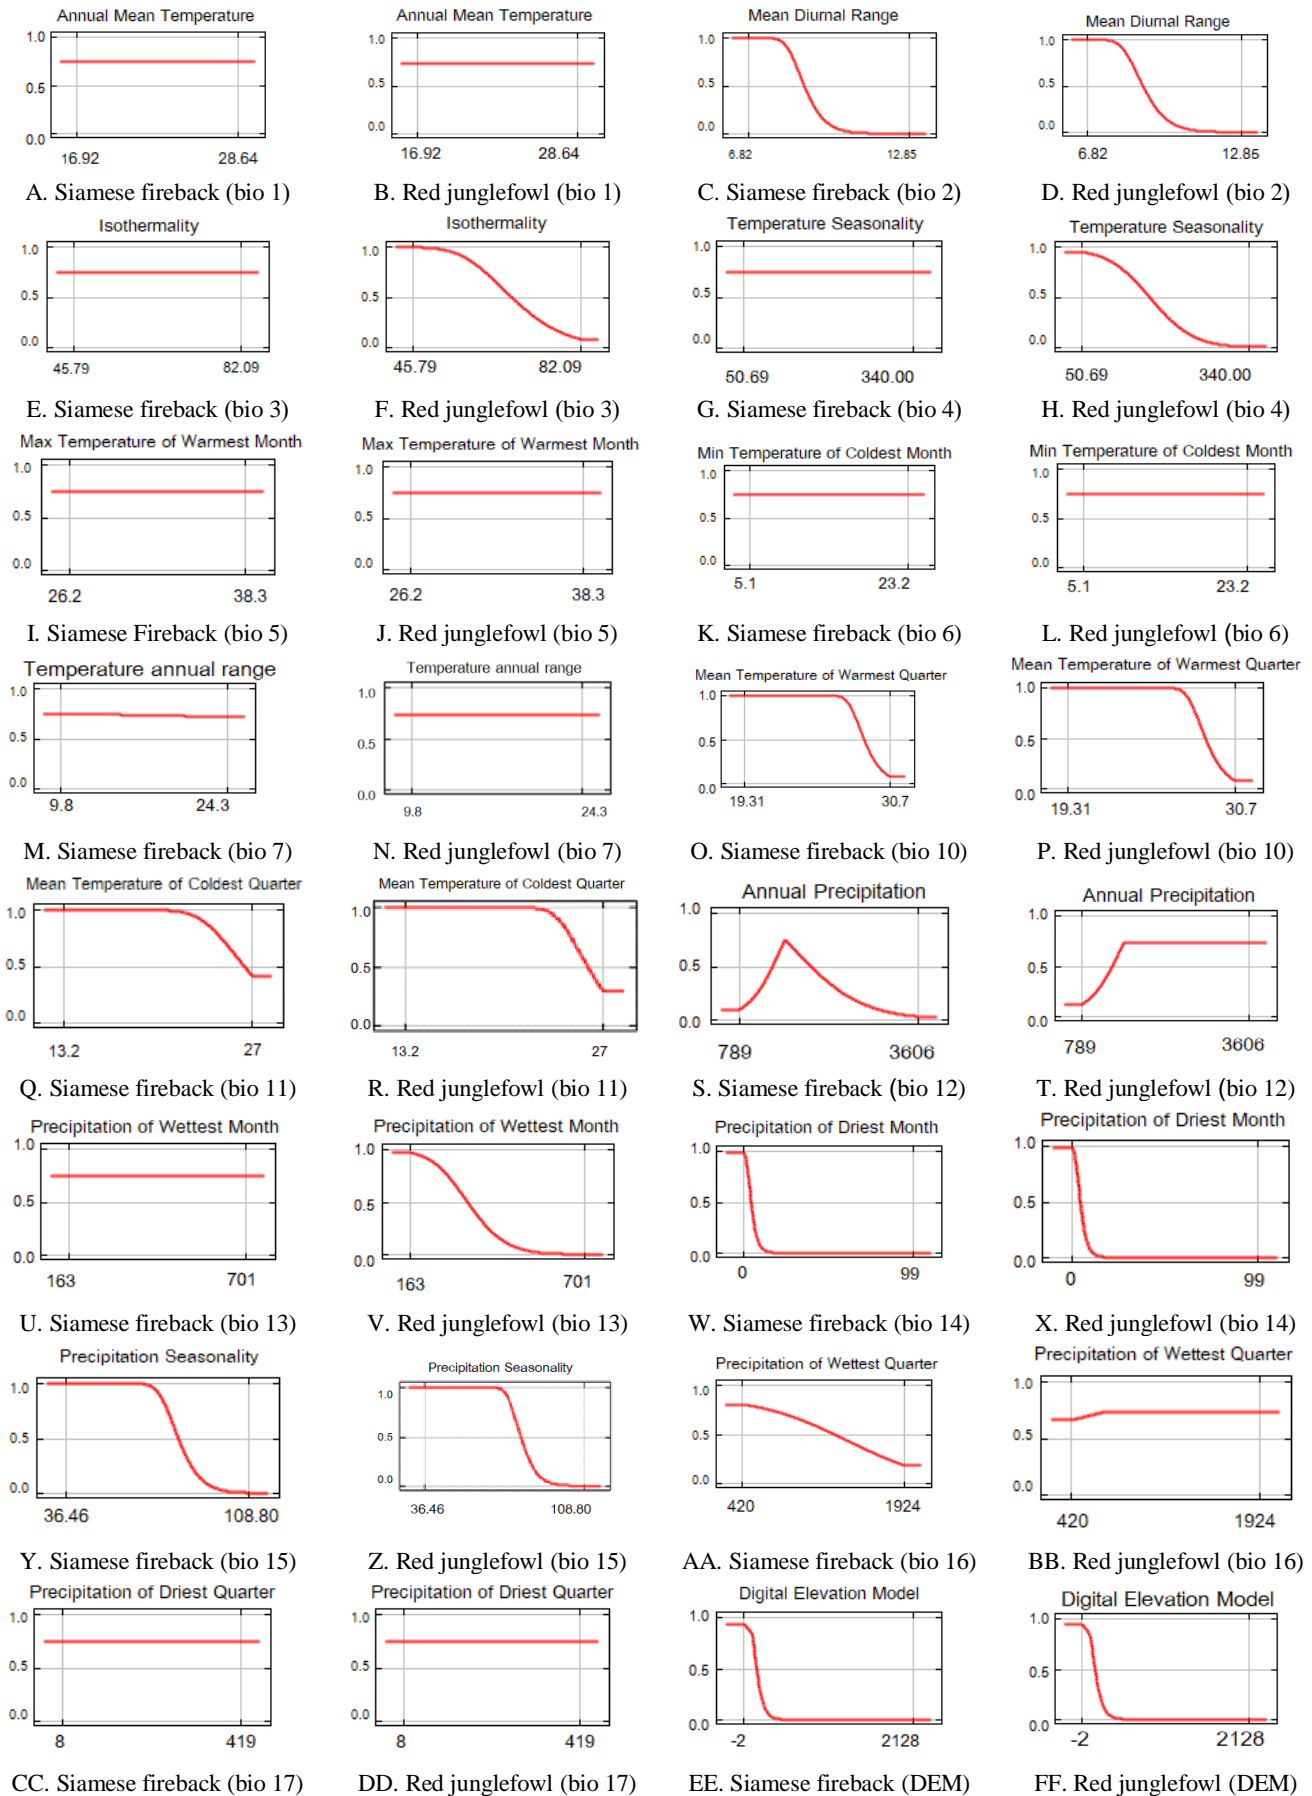 Annual Mean Temperature
1.0
0.5
0.0
16.92 28.64
A. Siamese fireback (bio 1)
Annual Mean Temperature
1.0
0.5
0.0
16.92 28.64
B. Red junglefowl (bio 1)
Mean Diurnal Range
1.0
0.5
0.0
6.82 12.85
C. Siamese fireback (bio 2)
Mean Diurnal Range
1.0
0.5
0.0
6.82 12.85
D. Red junglefowl (bio 2)
Isothermality
1.0
0.5
0.0
45.79 82.09
E. Siamese fireback (bio 3)
Isothermality
1.0
0.5
0.0
45.79 82.09
F. Red junglefowl (bio 3)
Temperature Seasonality
1.0
0.5
0.0
50.69 340.00
G. Siamese fireback (bio 4)
Temperature Seasonality
1.0
0.5
0.0
50.69 340.00
H. Red junglefowl (bio 4)
Max Temperature of Warmest Month
1.0
0.5
0.0
26.2 38.3
I. Siamese Fireback (bio 5)
Max Temperature of Warmest Month
1.0
0.5
0.0
26.2 38.3
J. Red junglefowl (bio 5)
Min Temperature of Coldest Month
1.0
0.5
0.0
5.1 23.2
K. Siamese fireback (bio 6)
Min Temperature of Coldest Month
1.0
0.5
0.0
5.1 23.2
L. Red junglefowl (bio 6)
Temperature annual range
1.0
0.5
0.0
9.8 24.3
M. Siamese fireback (bio 7)
Temperature annual range
1.0
0.5
0.0
9.8 24.3
N. Red junglefowl (bio 7)
Mean Temperature of Warmest Quarter
1.0
0.5
0.0
19.31 30.7
O. Siamese fireback (bio 10)
Mean Temperature of Warmest Quarter
1.0
0.5
0.0
19.31 30.7
P. Red junglefowl (bio 10)
Mean Temperature of Coldest Quarter
1.0
0.5
0.0
13.2 27
Q. Siamese fireback (bio 11)
Mean Temperature of Coldest Quarter
1.0
0.5
0.0
13.2 27
R. Red junglefowl (bio 11)
Annual Precipitation
1.0
0.5
0.0
789 3606
S. Siamese fireback (bio 12)
Annual Precipitation
1.0
0.5
0.0
789 3606
T. Red junglefowl (bio 12)
Precipitation of Wettest Month
1.0
0.5
0.0
163 701
U. Siamese fireback (bio 13)
Precipitation of Wettest Month
1.0
0.5
0.0
163 701
V. Red junglefowl (bio 13)
Precipitation of Driest Month
1.0
0.5
0.0
0 99
W. Siamese fireback (bio 14)
Precipitation of Driest Month
1.0
0.5
0.0
0 99
X. Red junglefowl (bio 14)
Precipitation Seasonality
1.0
0.5
0.0
36.46 108.80
Y. Siamese fireback (bio 15)
Precipitation Seasonality
1.0
0.5
0.0
36.46 108.80
Z. Red junglefowl (bio 15)
Precipitation of Wettest Quarter
1.0
0.5
0.0
420 1924
AA. Siamese fireback (bio 16)
Precipitation of Wettest Quarter
1.0
0.5
0.0
420 1924
BB. Red junglefowl (bio 16)
Precipitation of Driest Quarter
1.0
0.5
0.0
8 419
CC. Siamese fireback (bio 17)
Precipitation of Driest Quarter
1.0
0.5
0.0
8 419
DD. Red junglefowl (bio 17)
Digital Elevation Model
1.0
0.5
0.0
-2 2128
EE. Siamese fireback (DEM)
Digital Elevation Model
1.0
0.5
0.0
-2 2128
FF. Red junglefowl (DEM)